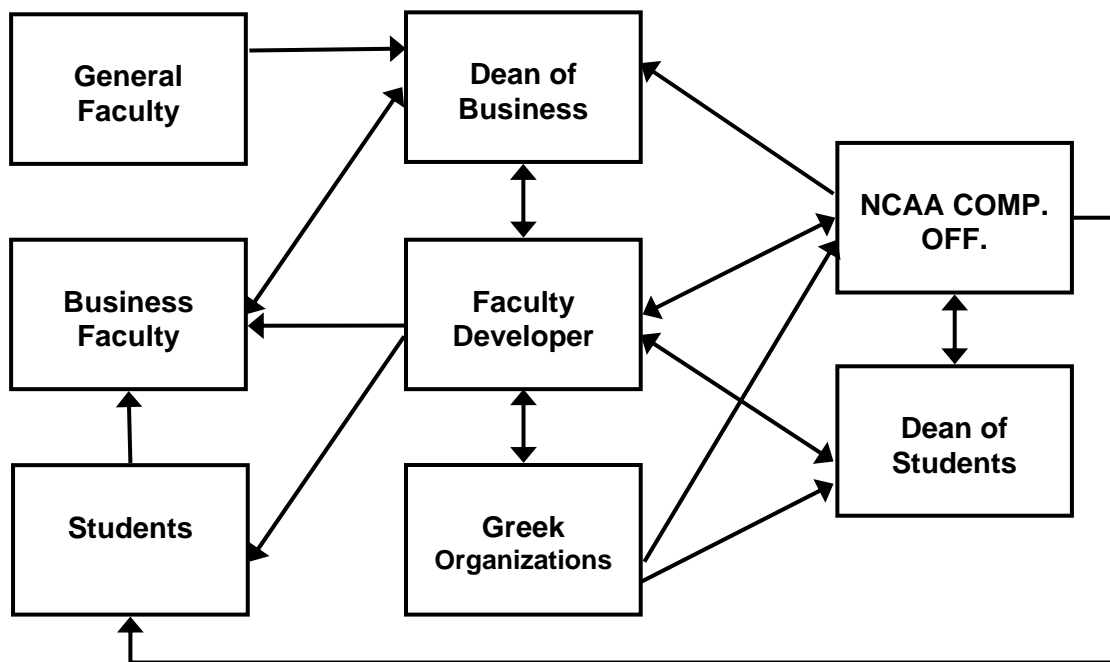 General
Faculty
Dean of
Business
NCAA COMP.
OFF.
Business
Faculty
Faculty
Developer
Dean of
Students
Students
Greek
Organizations